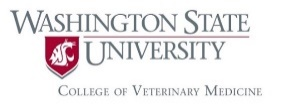 WASHINGTON STATE
UNIVERSITY
COLLEGE OF VETERINARY MEDICINE